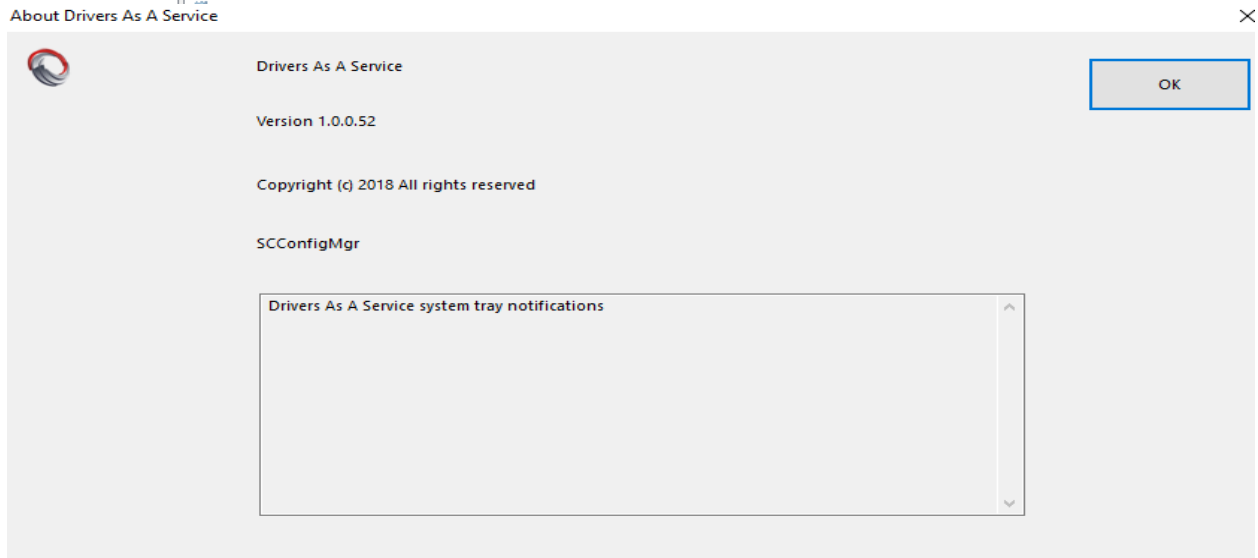 About Drivers As A Service
Drivers As A Service
OK
Version 1.0.0.52
Copyright (c) 2018 All rights reserved
SCConfigMgr
Drivers As A Service system tray notifications